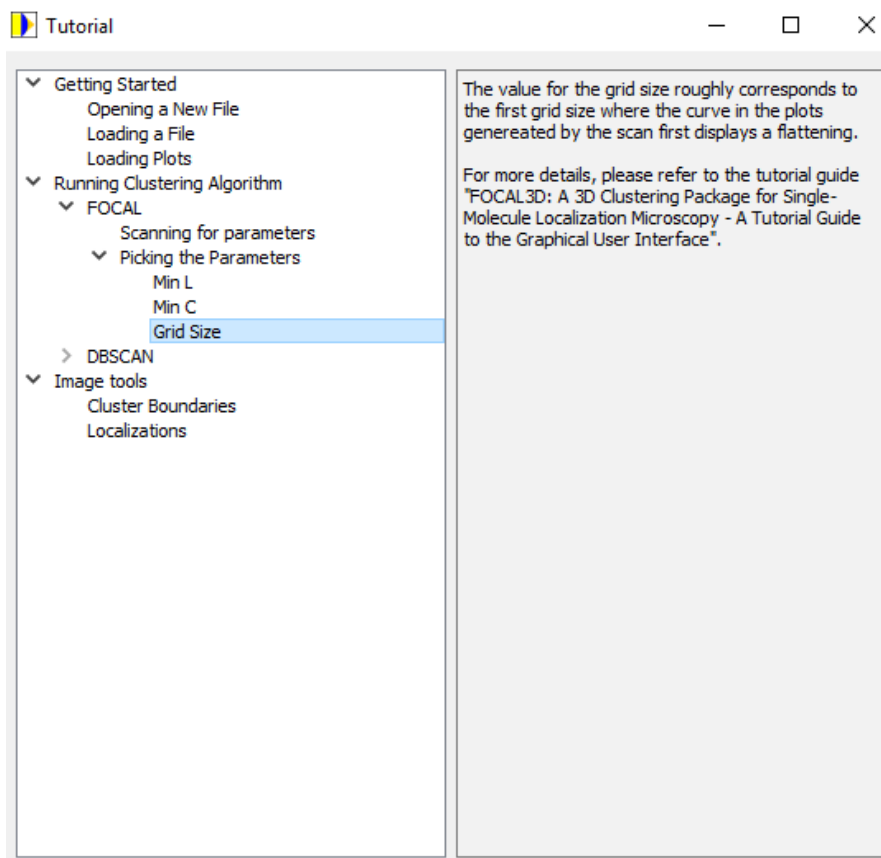 Tutorial
Getting Started
Opening a New File
Loading a File
Loading Plots
Running Clustering Algorithm
FOCAL
Scanning for parameters
Picking the Parameters
Min L
Min C
Grid Size
DBSCAN
Image tools
Cluster Boundaries
Localizations
The value for the grid size roughly corresponds to
the first grid size where the curve in the plots
genereated by the scan first displays a flattening.
For more details, please refer to the tutorial guide
"FOCAL3D: A 3D Clustering Package for Single-
Molecule Localization Microscopy - A Tutorial Guide
to the Graphical User Interface".